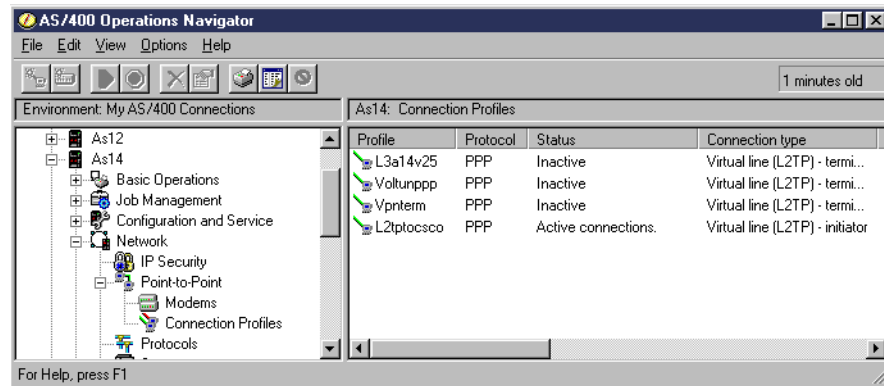 AS/400 Operations Navigator
File Edit View Options Help
1 minutes old
Environment: My AS/400 Connections
As14: Connection Profiles
As12
As14
Basic Operations
Job Management
Configuration and Service
Network
IP Security
Point-to-Point
Modems
Connection Profiles
Protocols
Profile Protocol Status Connection type
L3a14v25 PPP Inactive Virtual line (L2TP) - termi...
Voltunppp PPP Inactive Virtual line (L2TP) - termi...
Vpnterm PPP Inactive Virtual line (L2TP) - termi...
L2tptocsco PPP Active connections. Virtual line (L2TP) - initiator
For Help, press F1